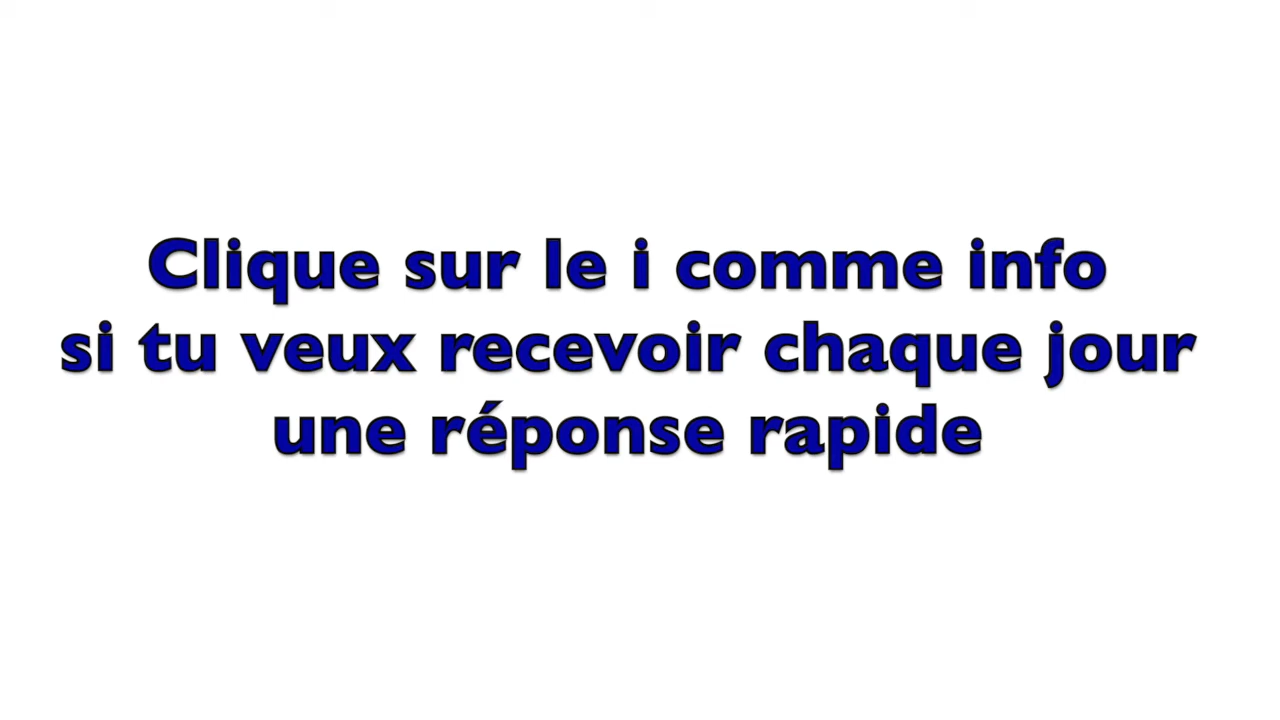 Clique sur le i comme info
si tu veux recevoir chaque jour
une réponse rapide